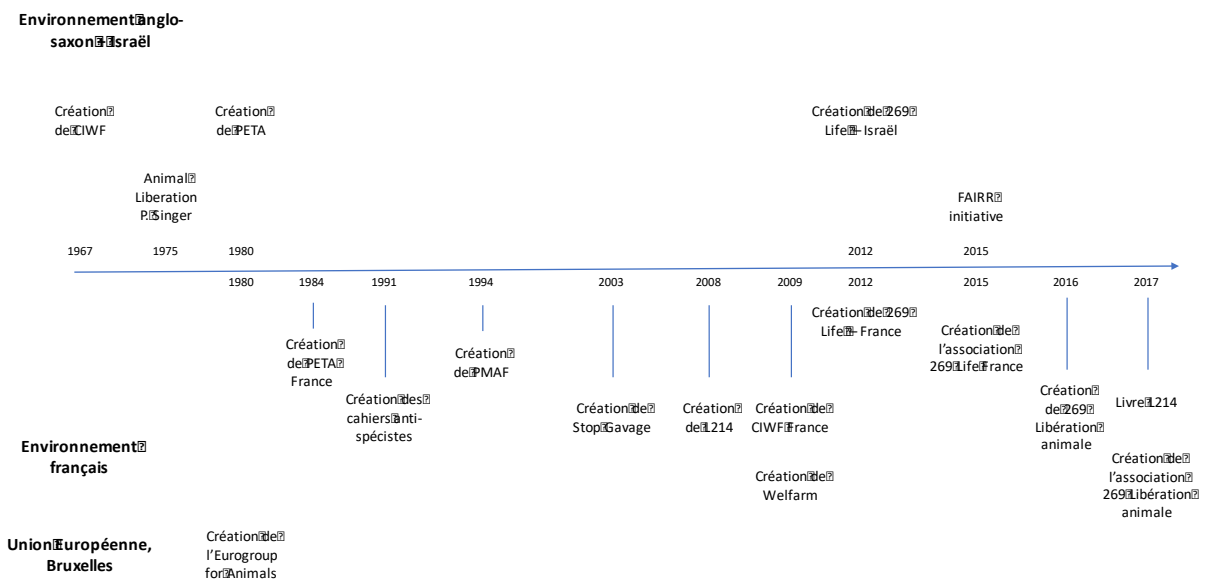 Environnement anglo-
saxon + Israël
Création
de CIWF
Création
de PETA
Création de 269
Life – Israël
Animal
Liberation
P. Singer
FAIRR
initiative
1967
1975
1980
2012
2015
1980
1984
1991
1994
2003
2008
2009
2012
2015
2016
2017
Création
de PETA
France
Création des
cahiers anti-
spécistes
Création
de PMAF
Création de
Stop Gavage
Création
de L214
Création de
CIWF France
Création de
Welfarm
Création de 269
Life – France
Création de
l'association
269 Life France
Création
de 269
Libération
animale
Livre L214
Création de
l'association
269 Libération
animale
Environnement
français
Union Européenne,
Bruxelles
Création de
l'Eurogroup
for Animals